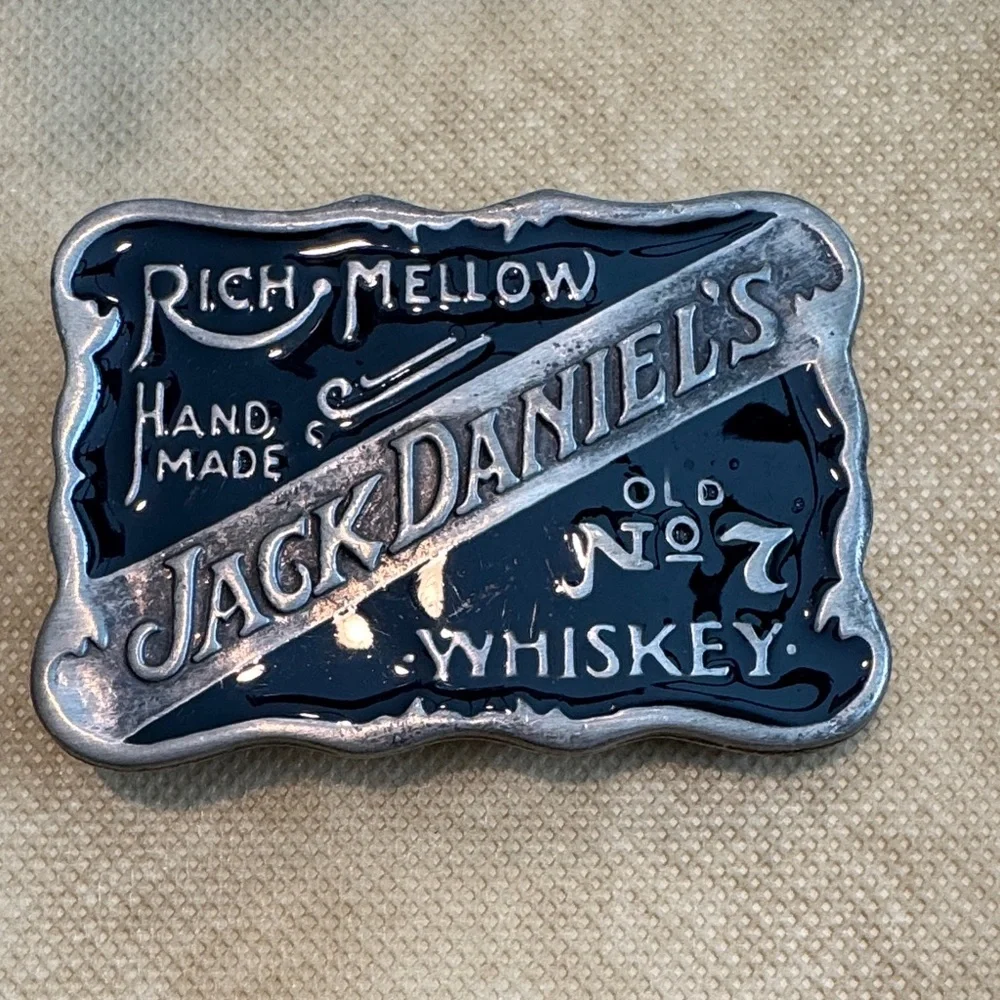 RICH MELLOW
HAND
MADE
JACK DANIEL'S
OLD
No 7
WHISKEY.